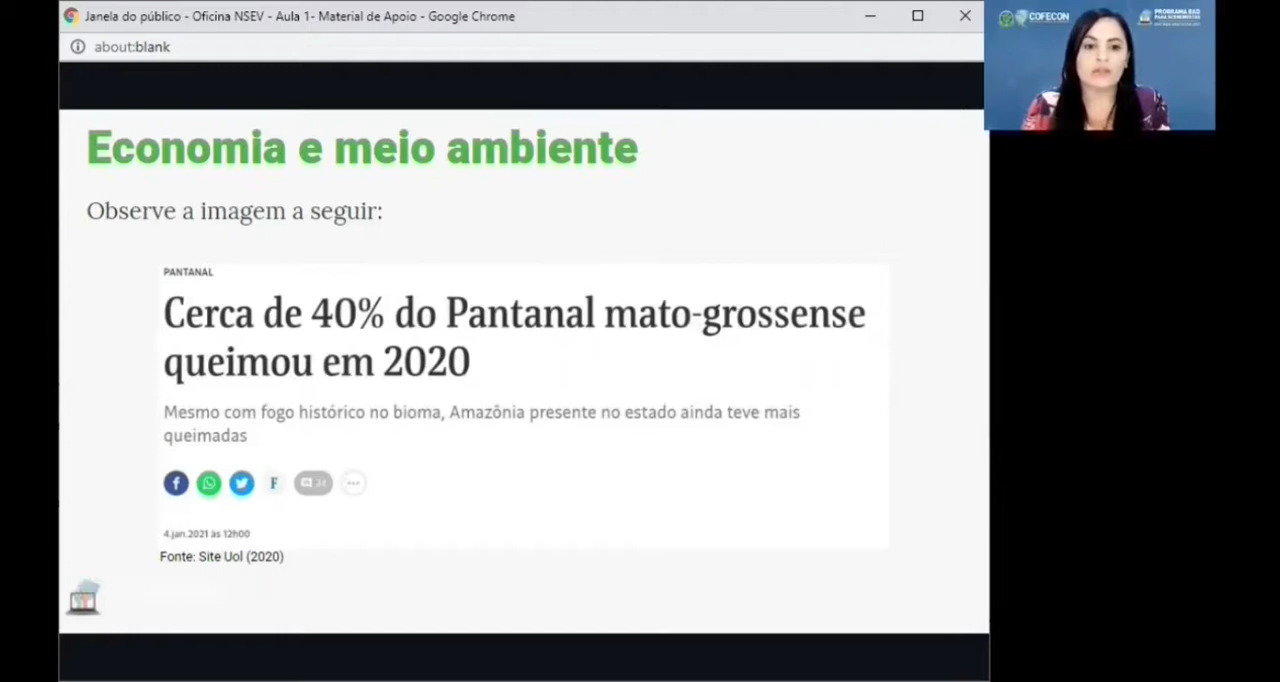 Janela do público - Oficina NSEV - Aula 1- Material de Apoio - Google Chrome
about:blank
COFECON
Economia e meio ambiente
Observe a imagem a seguir:
PANTANAL
Cerca de 40% do Pantanal mato-grossense
queimou em 2020
Mesmo com fogo histórico no bioma, Amazônia presente no estado ainda teve mais
queimadas
F
4.jan.2021 às 12h00
Fonte: Site Uol (2020)